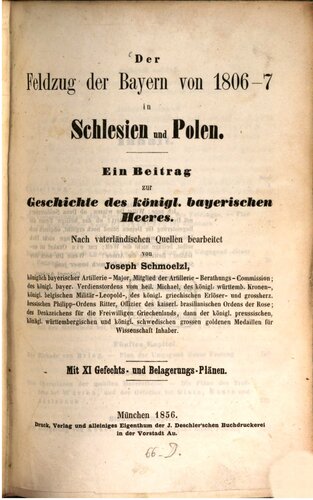 Der
Feldzug der Bayern von 1806-7
in
Schlesien und Polen.
Ein Beitrag
zur
Geschichte des königl. bayerischen
Heeres.
Nach vaterländischen Quellen bearbeitet
von
Joseph Schmoelzl,
königlich bayerischer Artillerie-Major, Mitglied der Artillerie-Berathungs-Commission;
des königl. bayer. Verdienstordens vom heil. Michael, des königl. württemb. Kronen-,
königl. belgischen Militär-Leopold-, des königl. griechischen Erlöser- und grossherz.
hessischen Philipp-Ordens Ritter, Offizier des kaiserl. brasilianischen Ordens der Rose;
des Denkzeichens für die Freiwilligen Griechenlands, dann der königl. preussischen,
königl. württembergischen und königl. schwedischen grossen goldenen Medaillen für
Wissenschaft Inhaber.
Mit XI Gefechts- und Belagerungs-Plänen.
München 1856.
Druck, Verlag und alleiniges Eigenthum der J. Deschler'schen Buchdruckerei
in der Vorstadt Au.